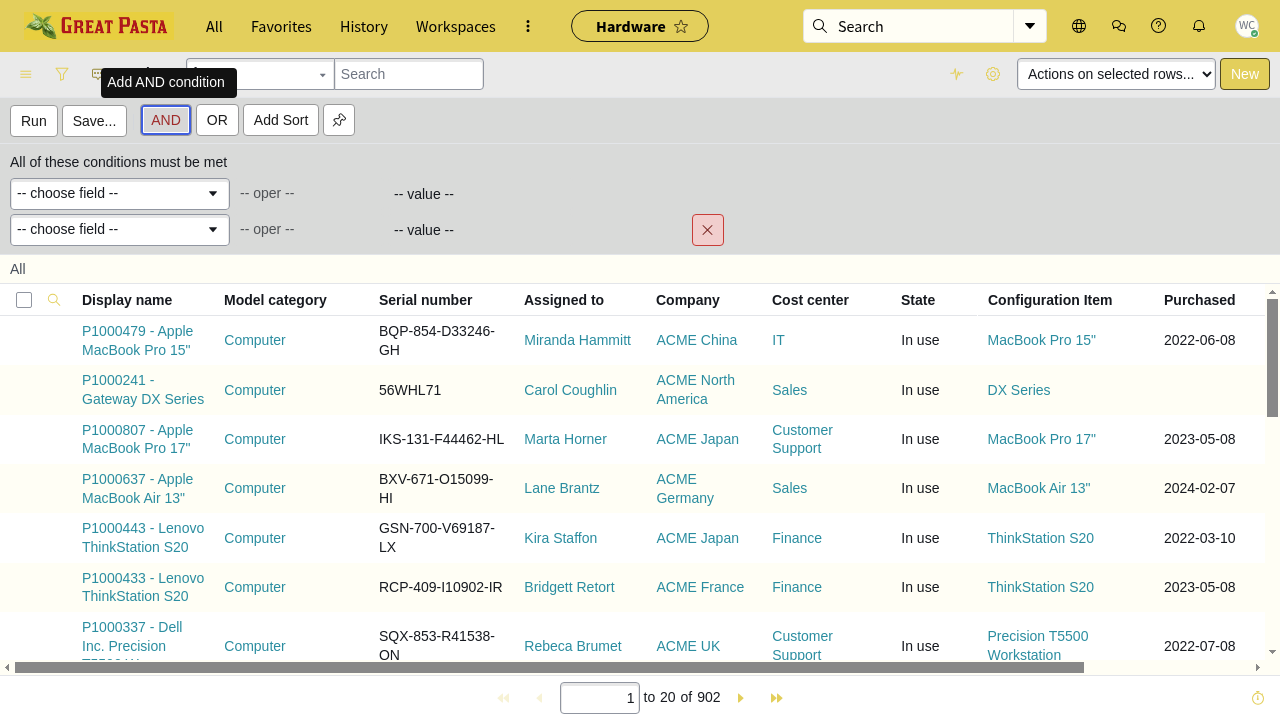 GREAT PASTA All Favorites History Workspaces Hardware Search WC
Search Actions on selected rows... New
Add AND condition
Run Save... AND OR Add Sort
All of these conditions must be met
-- choose field -- -- oper -- -- value --
-- choose field -- -- oper -- -- value --
All
Display name Model category Serial number Assigned to Company Cost center State Configuration Item Purchased
P1000479 - Apple MacBook Pro 15" Computer BQP-854-D33246-GH Miranda Hammitt ACME China IT In use MacBook Pro 15" 2022-06-08
P1000241 - Gateway DX Series Computer 56WHL71 Carol Coughlin ACME North America Sales In use DX Series
P1000807 - Apple MacBook Pro 17" Computer IKS-131-F44462-HL Marta Horner ACME Japan Customer Support In use MacBook Pro 17" 2023-05-08
P1000637 - Apple MacBook Air 13" Computer BXV-671-O15099-HI Lane Brantz ACME Germany Sales In use MacBook Air 13" 2024-02-07
P1000443 - Lenovo ThinkStation S20 Computer GSN-700-V69187-LX Kira Staffon ACME Japan Finance In use ThinkStation S20 2022-03-10
P1000433 - Lenovo ThinkStation S20 Computer RCP-409-I10902-IR Bridgett Retort ACME France Finance In use ThinkStation S20 2023-05-08
P1000337 - Dell Inc. Precision Computer SQX-853-R41538-ON Rebeca Brumet ACME UK Customer Support In use Precision T5500 Workstation 2022-07-08
1 to 20 of 902